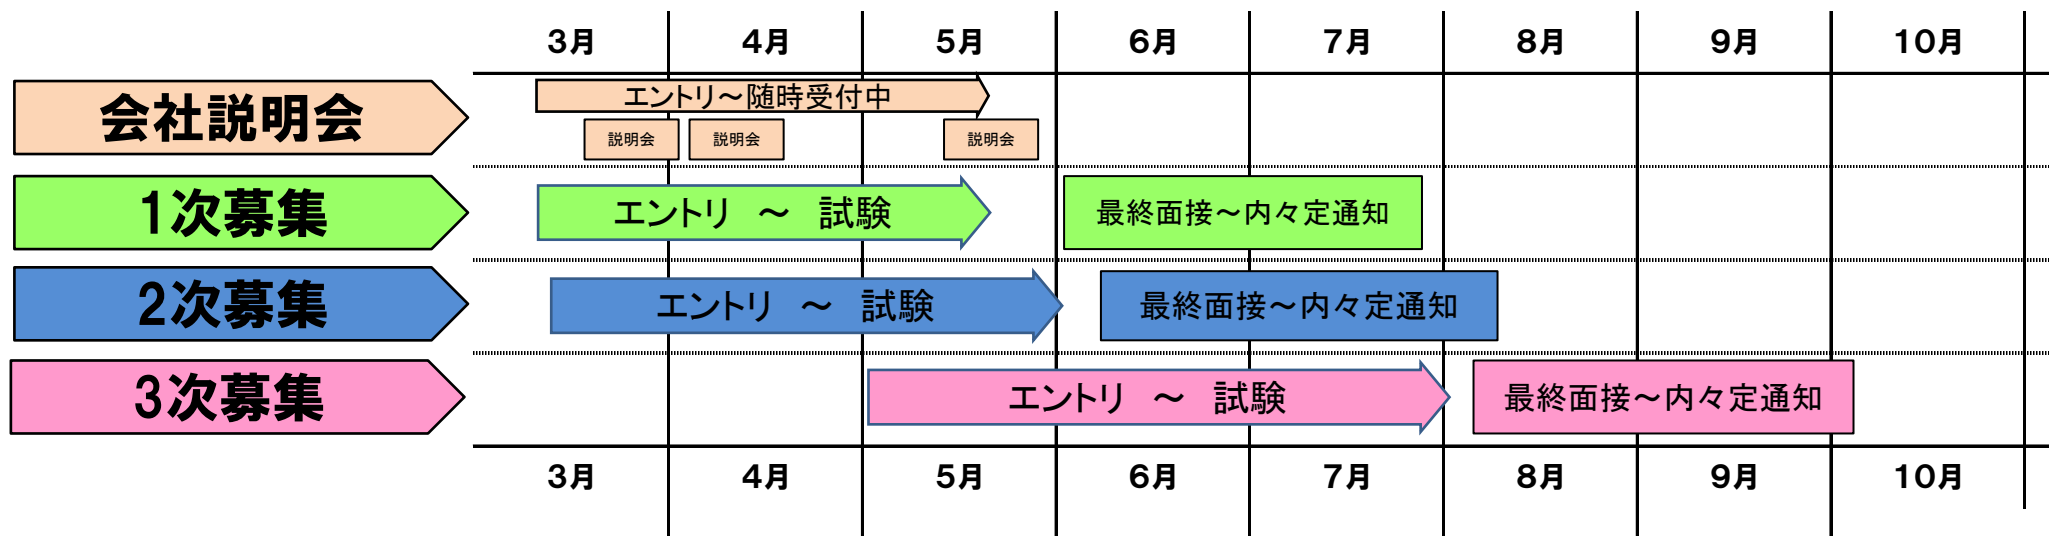 3月 4月 5月 6月 7月 8月 9月 10月
会社説明会
エントリ～随時受付中
説明会 説明会 説明会
1次募集
エントリ ～ 試験
最終面接～内々定通知
2次募集
エントリ ～ 試験
最終面接～内々定通知
3次募集
エントリ ～ 試験
最終面接～内々定通知
3月 4月 5月 6月 7月 8月 9月 10月